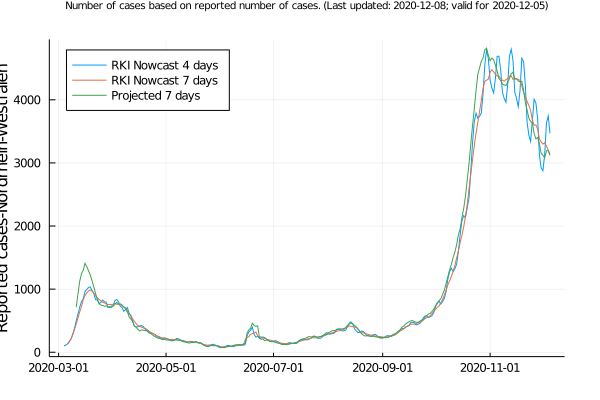 Number of cases based on reported number of cases. (Last updated: 2020-12-08; valid for 2020-12-05)
RKI Nowcast 4 days
RKI Nowcast 7 days
Projected 7 days
Reported cases-Nordrhein-Westfalen
4000
3000
2000
1000
0
2020-03-01 2020-05-01 2020-07-01 2020-09-01 2020-11-01